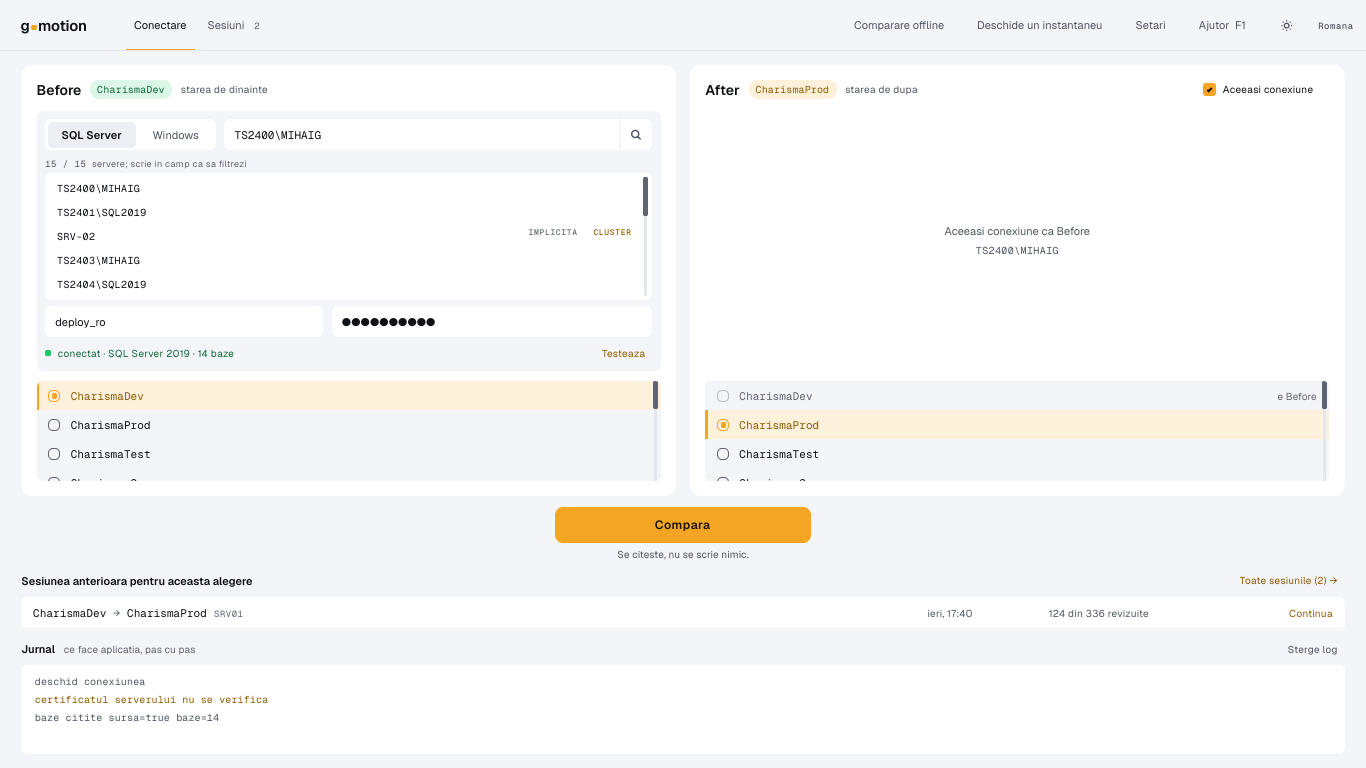 g motion
Conectare
Sesiuni 2
Comparare offline
Deschide un instantaneu
Setari
Ajutor F1
Romana
Before CharismaDev starea de dinainte
SQL Server
Windows
TS2400\MIHAIG
15 / 15 servere; scrie in camp ca sa filtrezi
TS2400\MIHAIG
TS2401\SQL2019
SRV-02 IMPLICITA CLUSTER
TS2403\MIHAIG
TS2404\SQL2019
deploy_ro
conectat · SQL Server 2019 · 14 baze
Testeaza
CharismaDev
CharismaProd
CharismaTest
After CharismaProd starea de dupa
Aceeasi conexiune
Aceeasi conexiune ca Before
TS2400\MIHAIG
CharismaDev e Before
CharismaProd
CharismaTest
Compara
Se citeste, nu se scrie nimic.
Sesiunea anterioara pentru aceasta alegere
Toate sesiunile (2) →
CharismaDev → CharismaProd SRV01
ieri, 17:40
124 din 336 revizuite
Continua
Jurnal ce face aplicatia, pas cu pas
Sterge log
deschid conexiunea
certificatul serverului nu se verifica
baze citite sursa=true baze=14